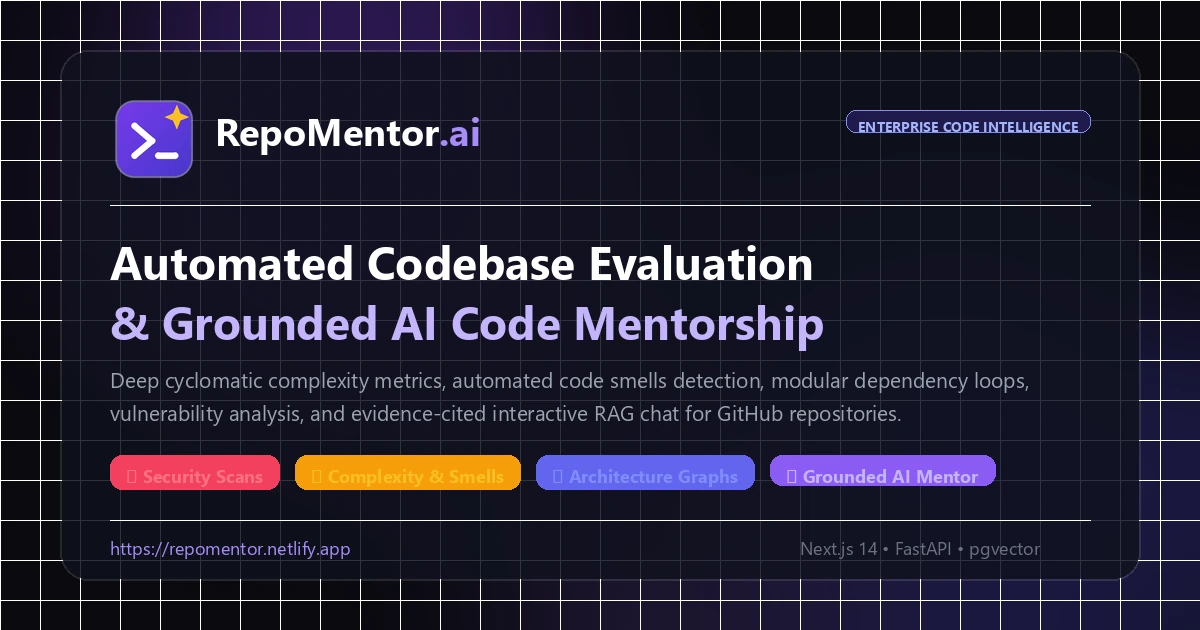 RepoMentor.ai
ENTERPRISE CODE INTELLIGENCE
Automated Codebase Evaluation
& Grounded AI Code Mentorship
Deep cyclomatic complexity metrics, automated code smells detection, modular dependency loops,
vulnerability analysis, and evidence-cited interactive RAG chat for GitHub repositories.
Security Scans
Complexity & Smells
Architecture Graphs
Grounded AI Mentor
https://repomentor.netlify.app
Next.js 14 • FastAPI • pgvector